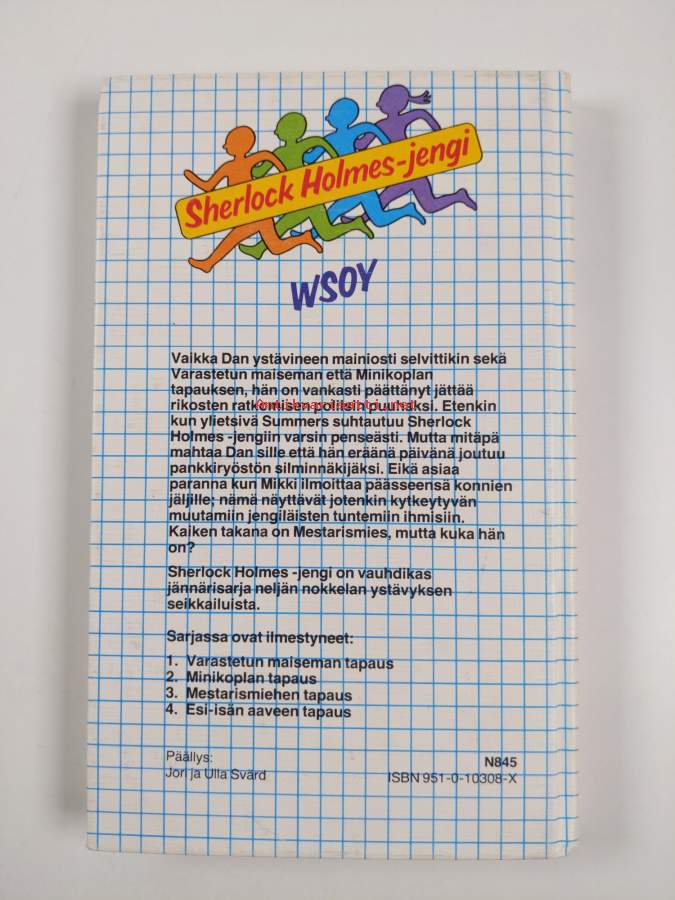 Sherlock Holmes-jengi
WSOY
Vaikka Dan ystävineen mainiosti selvittikin sekä
Varastetun maiseman että Minikoplan
tapauksen, hän on vankasti päättänyt jättää
rikosten ratkomisen poliisin puuhaksi. Etenkin
kun ylietsivä Summers suhtautuu Sherlock
Holmes -jengiin varsin penseästi. Mutta mitäpä
mahtaa Dan sille että hän eräänä päivänä joutuu
pankkiryöstön silminnäkijäksi. Eikä asiaa
paranna kun Mikki ilmoittaa päässeensä konnien
jäljille; nämä näyttävät jotenkin kytkeytyvän
muutamiin jengiläisten tuntemiin ihmisiin.
Kaiken takana on Mestarismies, mutta kuka hän
on?
Sherlock Holmes -jengi on vauhdikas
jännärisarja neljän nokkelan ystävyksen
seikkailuista.
Sarjassa ovat ilmestyneet:
1. Varastetun maiseman tapaus
2. Minikoplan tapaus
3. Mestarismiehen tapaus
4. Esi-isän aaveen tapaus
Päällys:
Jori ja Ulla Svärd
N845
ISBN 951-0-10308-X